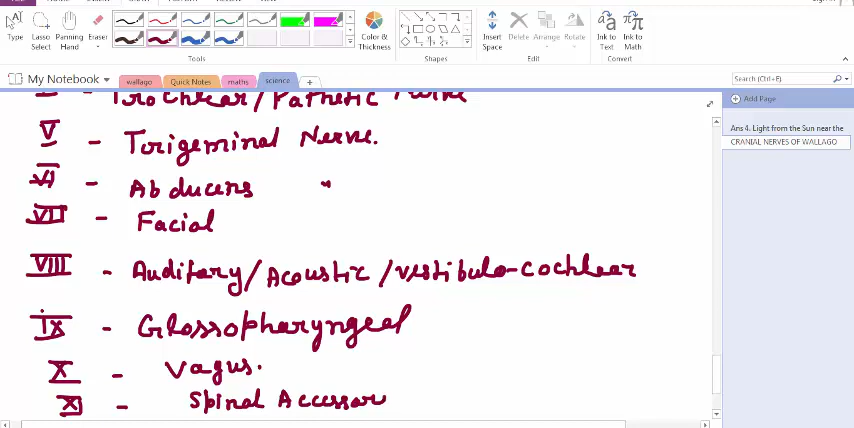 Type
Lasso Select
Panning Hand
Eraser
Color & Thickness
Insert Space
Delete
Arrange
Rotate
Ink to Text
Ink to Math
Tools
Shapes
Edit
Convert
My Notebook
wallago
Quick Notes
maths
science
Search (Ctrl+E)
Add Page
Ans 4. Light from the Sun near the
CRANIAL NERVES OF WALLAGO
Trochlear/Pathetic Nerve
V - Torigeminal Nerve.
VI - Abducens
VII - Facial
VIII - Auditary/Acoustic/vestibulo-cochlear
ix - Glossopharyngeal
X - Vagus.
XI - Spinal Accessor